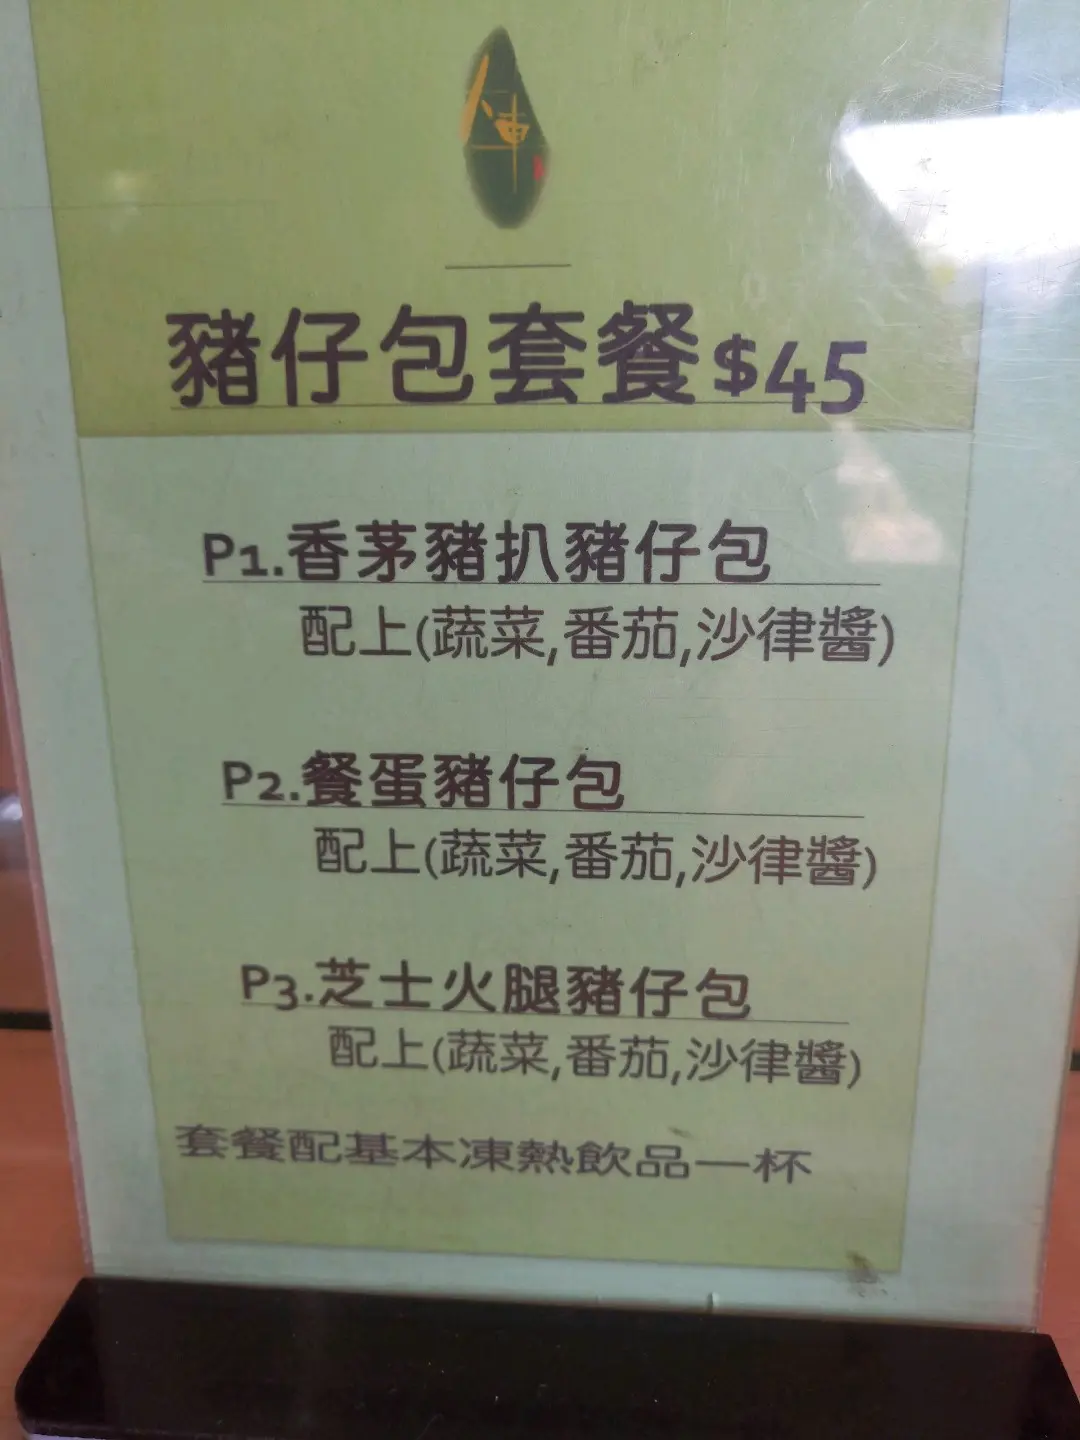 豬仔包套餐$45
P1.香茅豬扒豬仔包
配上(蔬菜,番茄,沙律醬)
P2.餐蛋豬仔包
配上(蔬菜,番茄,沙律醬)
P3.芝士火腿豬仔包
配上(蔬菜,番茄,沙律醬)
套餐配基本凍熱飲品一杯